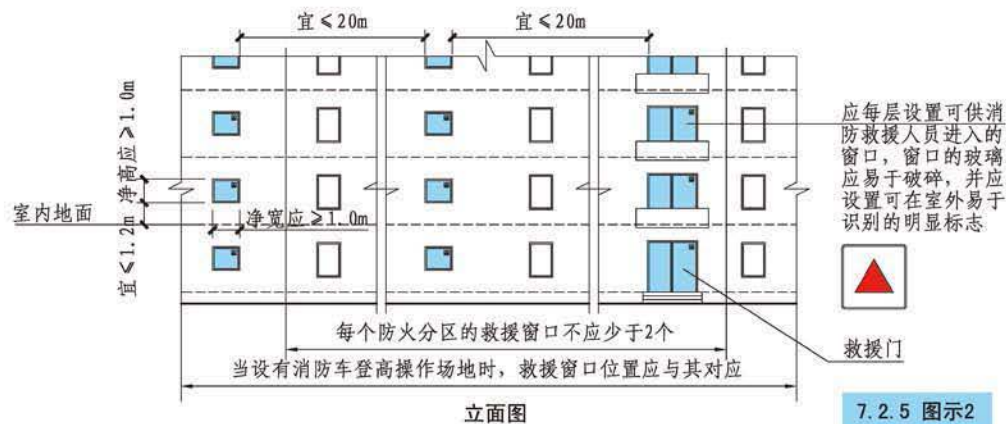 宜≤20m
宜≤20m
净高应≥1.0m
应每层设置可供消
防救援人员进入的
窗口，窗口的玻璃
应易于破碎，并应
设置可在室外易于
识别的明显标志
室内地面
净宽应≥1.0m
宜≤1.2m
每个防火分区的救援窗口不应少于2个
救援门
当设有消防车登高操作场地时，救援窗口位置应与其对应
立面图
7.2.5 图示2